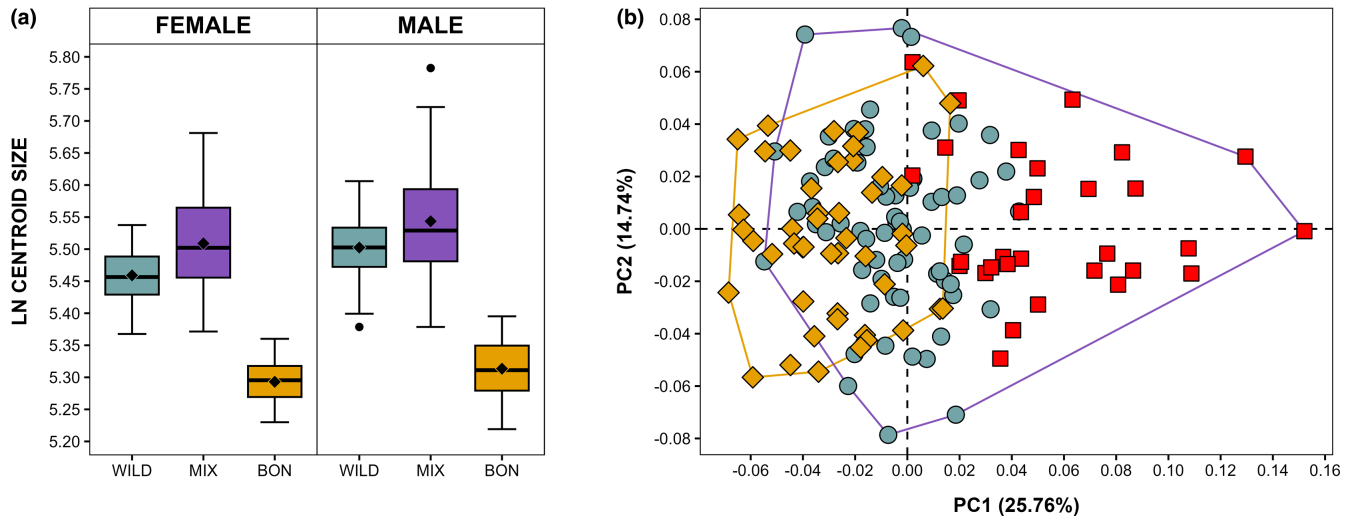 (a)
FEMALE MALE
LN CENTROID SIZE
5.80
5.75
5.70
5.65
5.60
5.55
5.50
5.45
5.40
5.35
5.30
5.25
5.20
WILD MIX BON WILD MIX BON
(b)
PC2 (14.74%)
0.08
0.06
0.04
0.02
0.00
-0.02
-0.04
-0.06
-0.08
-0.06 -0.04 -0.02 0.00 0.02 0.04 0.06 0.08 0.10 0.12 0.14 0.16
PC1 (25.76%)